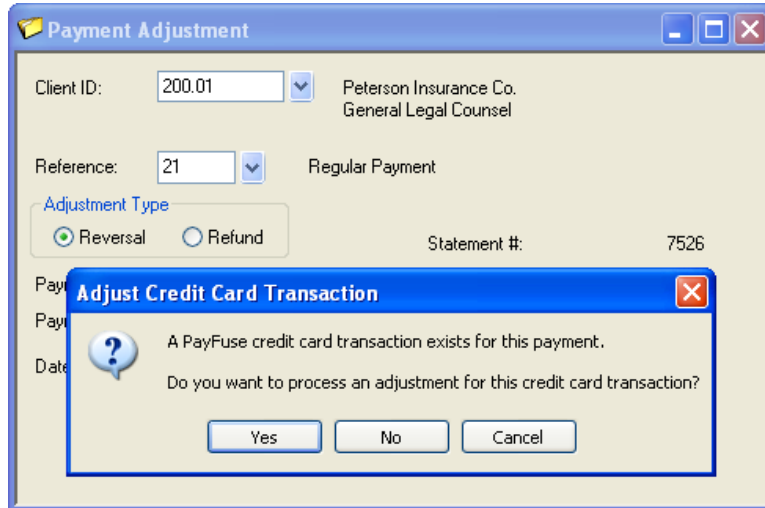 Payment Adjustment
Client ID: 200.01 Peterson Insurance Co.
General Legal Counsel
Reference: 21 Regular Payment
Adjustment Type
Reversal Refund
Statement #: 7526
Adjust Credit Card Transaction
A PayFuse credit card transaction exists for this payment.
Do you want to process an adjustment for this credit card transaction?
Date
Yes No Cancel